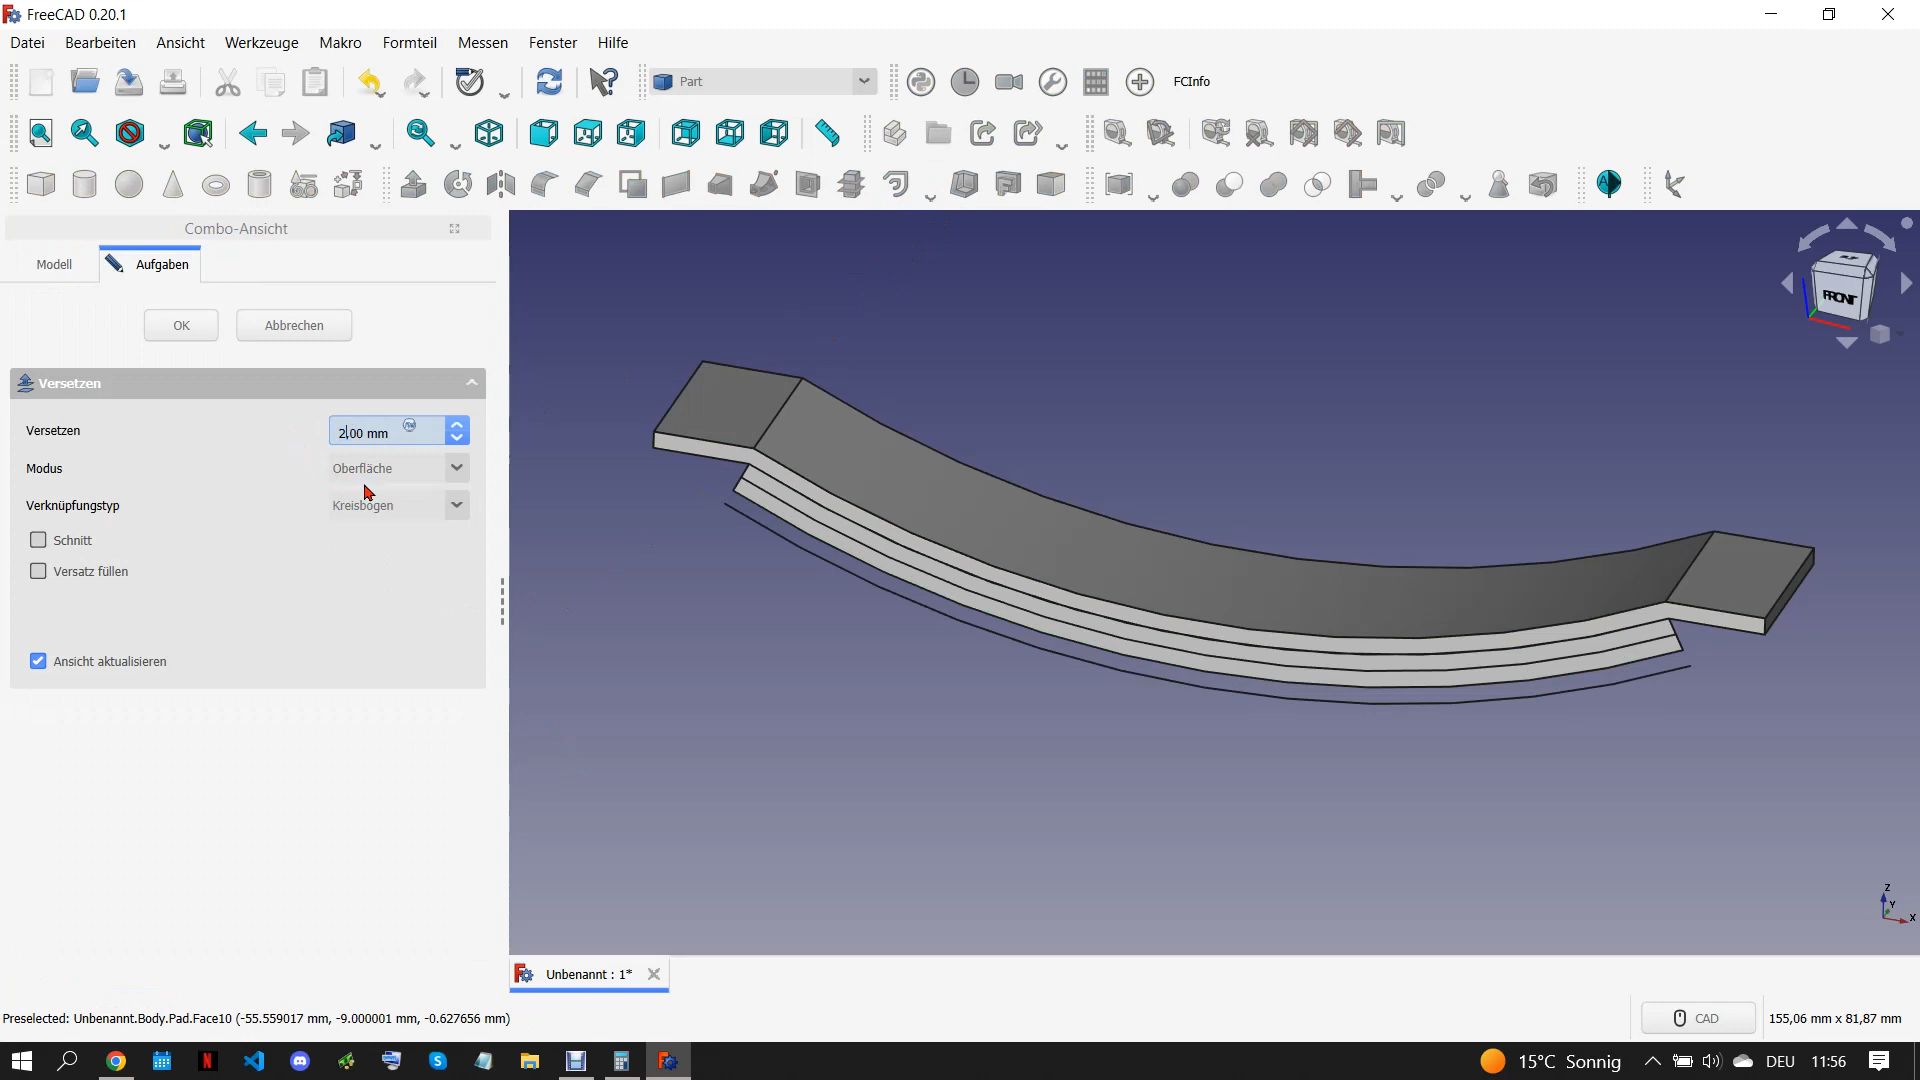 FreeCAD 0.20.1
Datei Bearbeiten Ansicht Werkzeuge Makro Formteil Messen Fenster Hilfe
Part
FCInfo
Combo-Ansicht
Modell
Aufgaben
OK
Abbrechen
Versetzen
Versetzen
2,00 mm
Modus
Oberfläche
Verknüpfungstyp
Kreisbogen
Schnitt
Versatz füllen
Ansicht aktualisieren
FRONT
Z
Y
X
Unbenannt : 1*
Preselected: Unbenannt.Body.Pad.Face10 (-55.559017 mm, -9.000001 mm, -0.627656 mm)
CAD
155,06 mm x 81,87 mm
15°C Sonnig
DEU
11:56